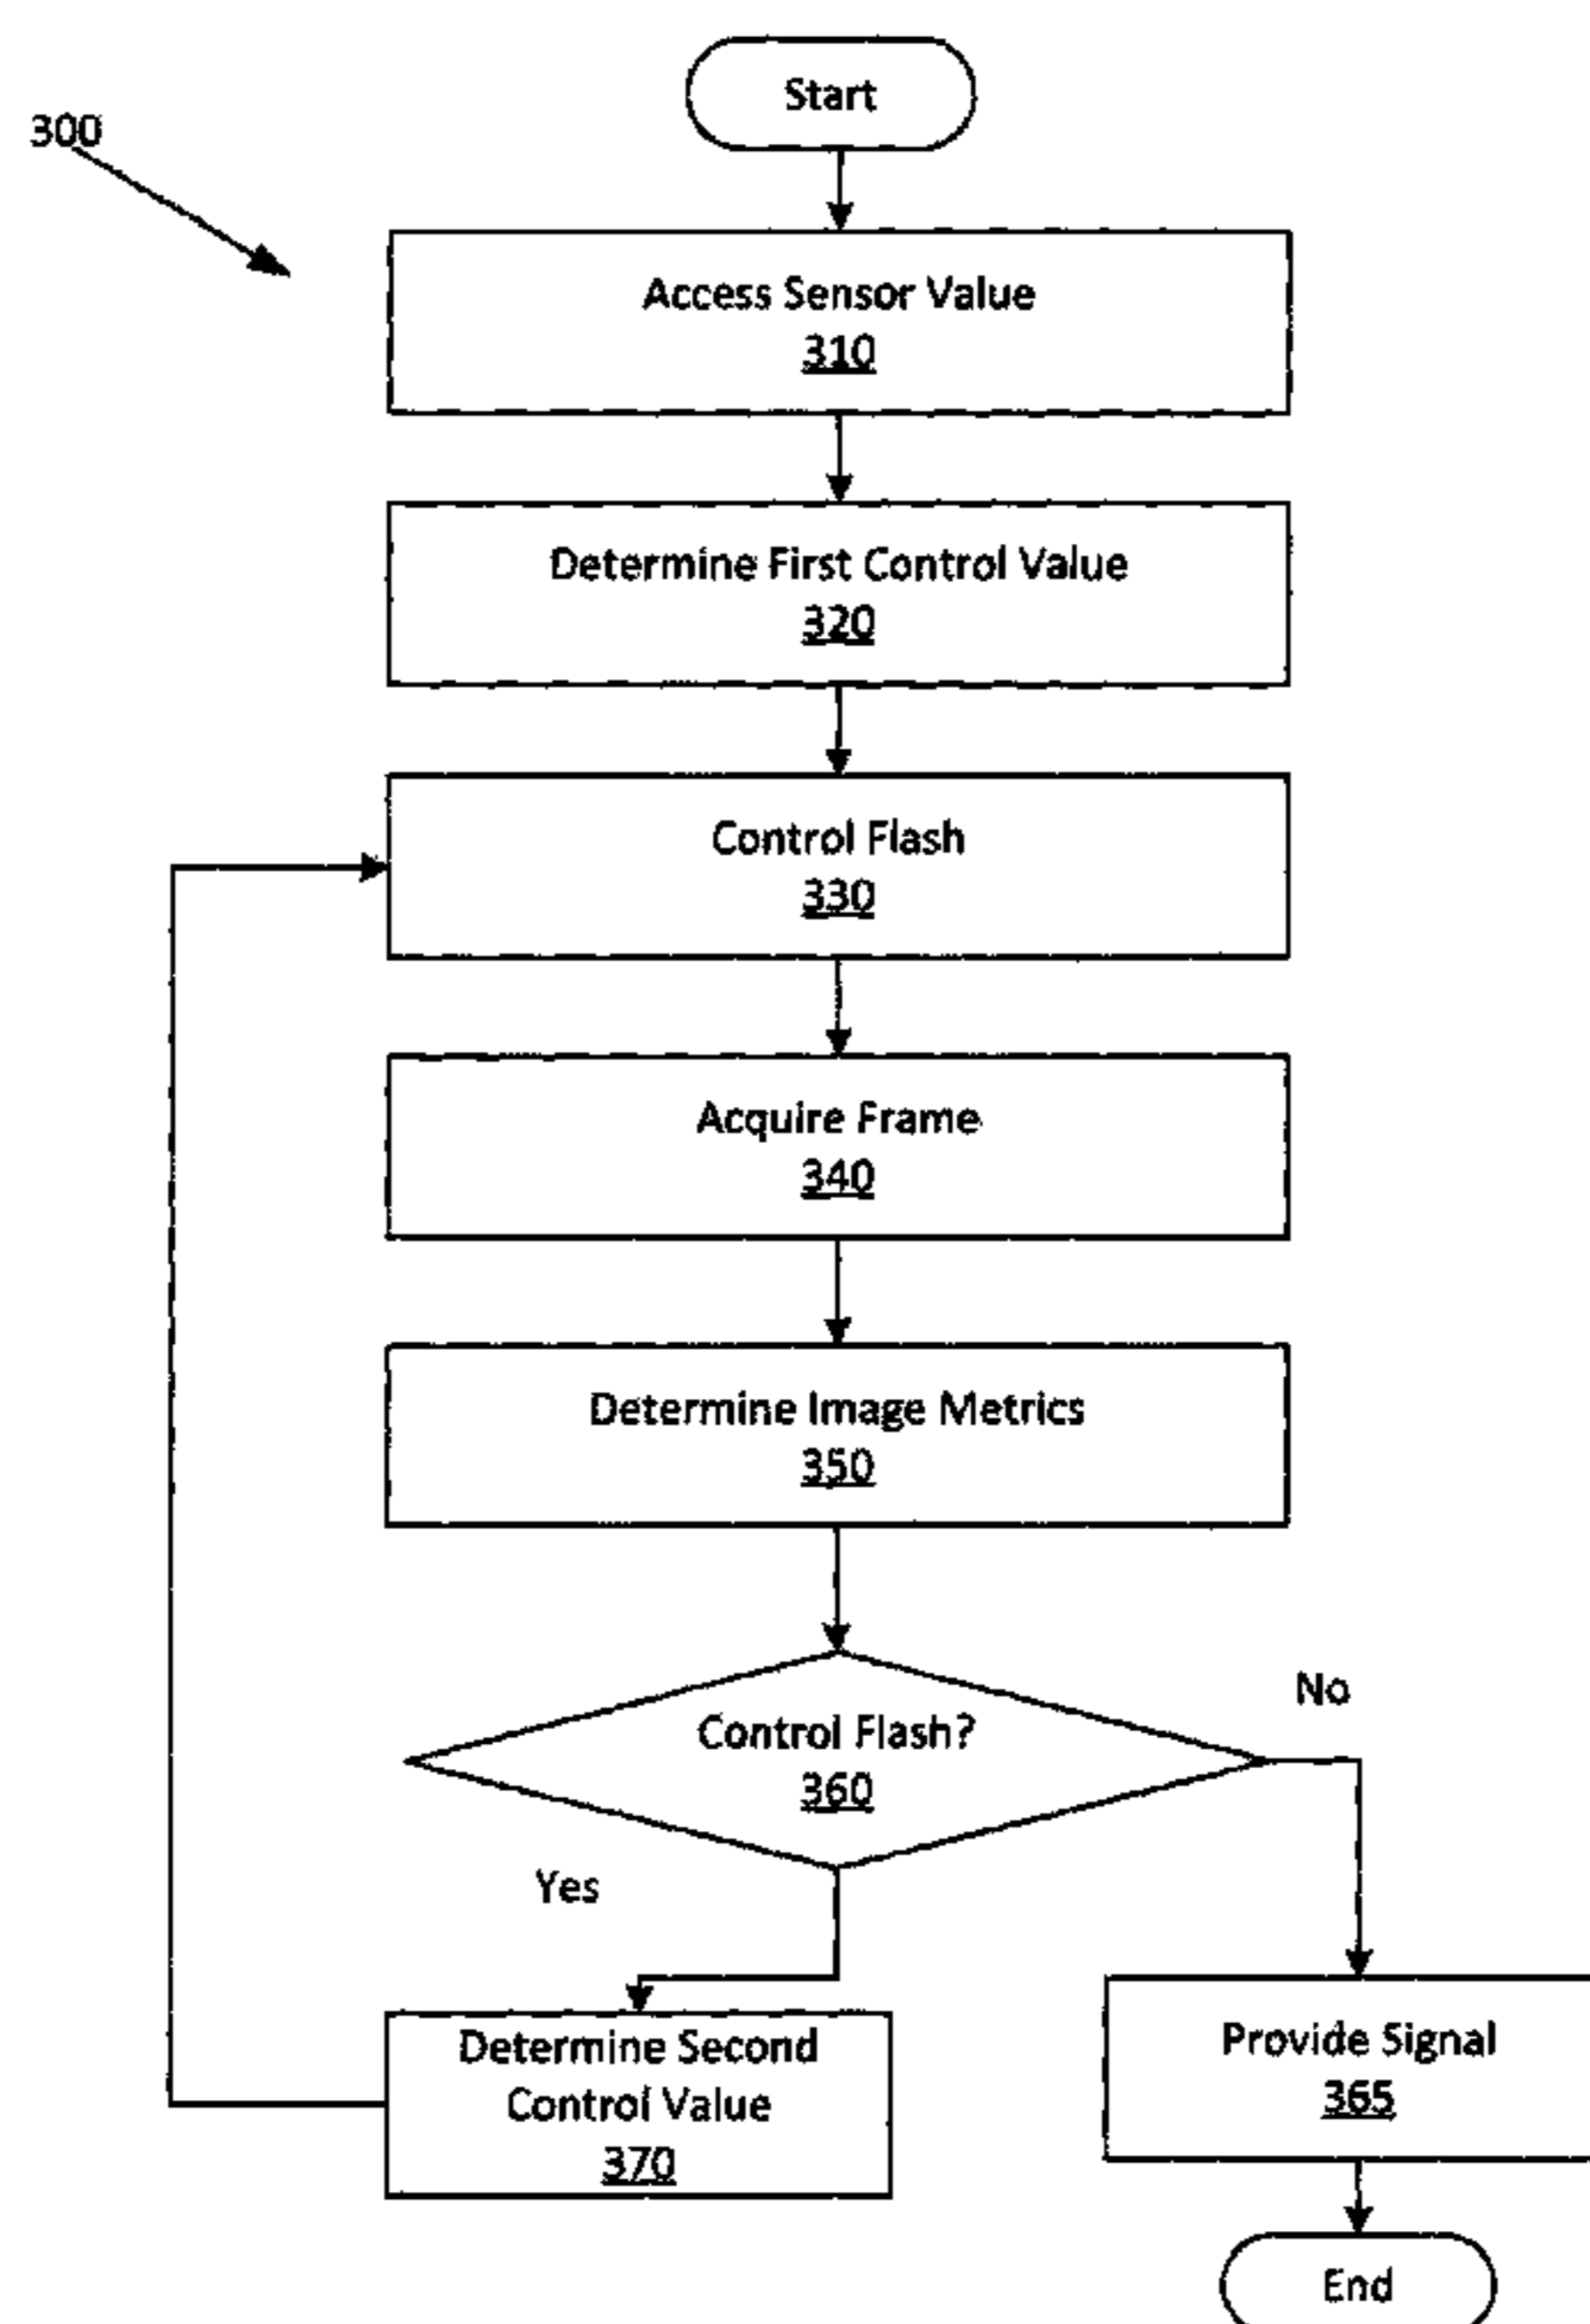 Start
300
Access Sensor Value
310
Determine First Control Value
320
Control Flash
330
Acquire Frame
340
Determine Image Metrics
350
No
Control Flash?
360
Yes
Determine Second
Control Value
370
Provide Signal
365
End